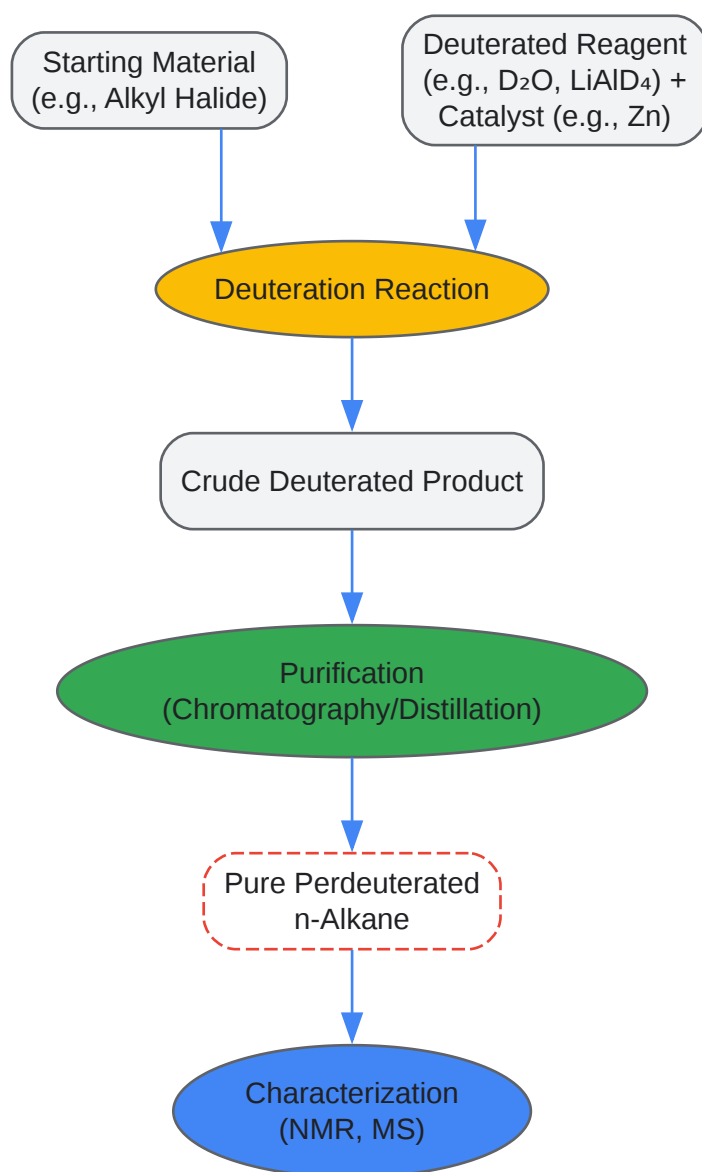 Starting Material
(e.g., Alkyl Halide)
Deuterated Reagent
(e.g., D₂O, LiAlD₄) +
Catalyst (e.g., Zn)
Deuteration Reaction
Crude Deuterated Product
Purification
(Chromatography/Distillation)
Pure Perdeuterated
n-Alkane
Characterization
(NMR, MS)